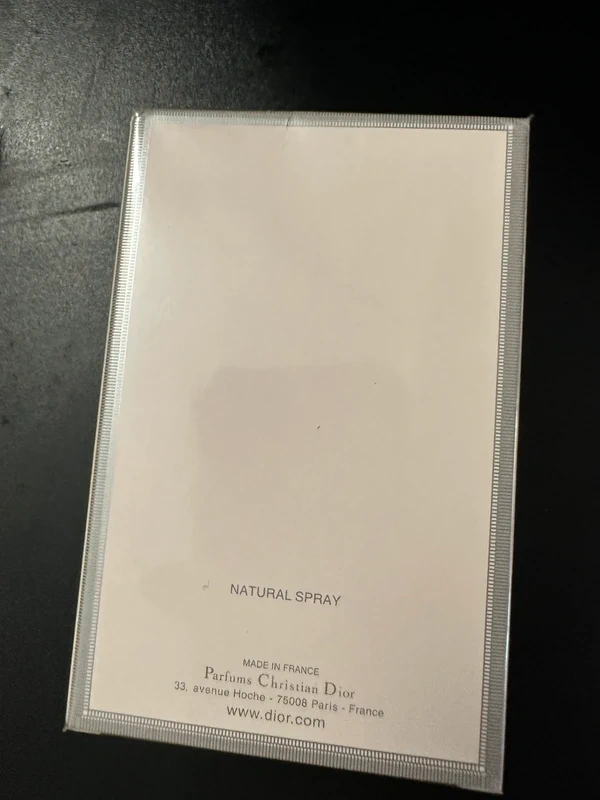 NATURAL SPRAY
MADE IN FRANCE
Parfums Christian Dior
33, avenue Hoche - 75008 Paris - France
www.dior.com